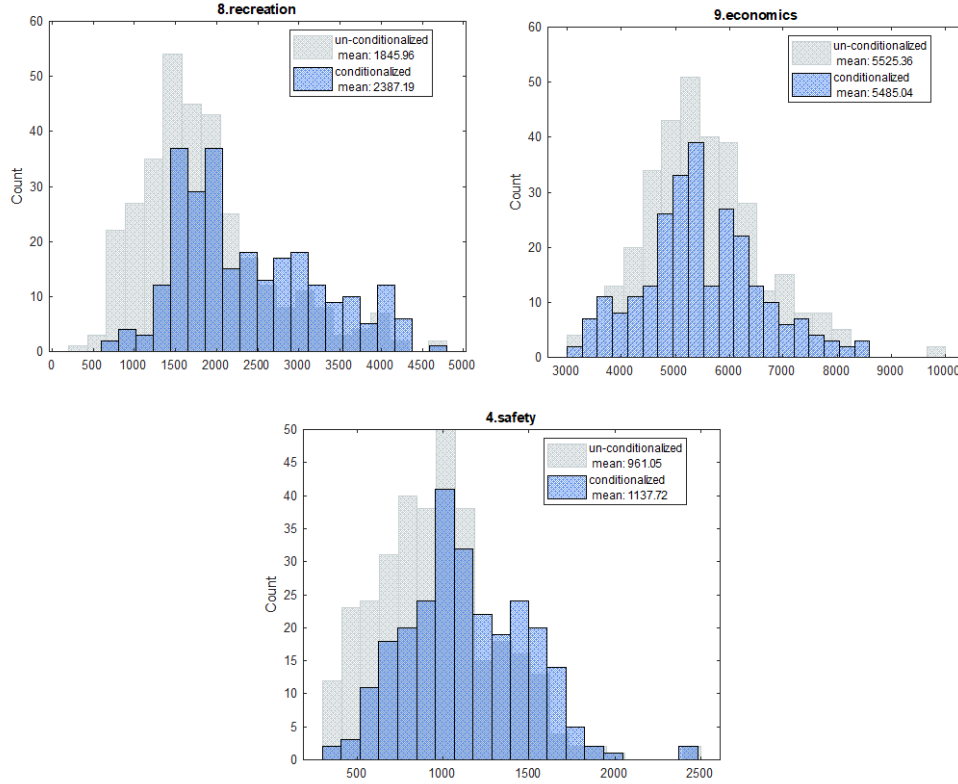 8.recreation
60
50
40
30
20
10
0
Count
un-conditionalized
mean: 1845.96
conditionalized
mean: 2387.19
0 500 1000 1500 2000 2500 3000 3500 4000 4500 5000
9.economics
60
50
40
30
20
10
0
Count
un-conditionalized
mean: 5525.36
conditionalized
mean: 5485.04
3000 4000 5000 6000 7000 8000 9000 10000
4.safety
50
45
40
35
30
25
20
15
10
5
0
Count
un-conditionalized
mean: 961.05
conditionalized
mean: 1137.72
500 1000 1500 2000 2500